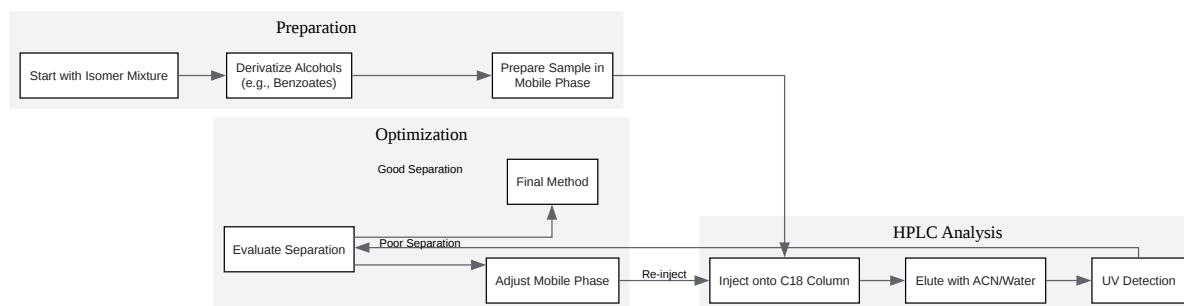 Preparation
Start with Isomer Mixture
Derivatize Alcohols
(e.g., Benzoates)
Prepare Sample in
Mobile Phase
Optimization
Good Separation
Final Method
Evaluate Separation
Poor Separation
Adjust Mobile Phase
Re-inject
HPLC Analysis
Inject onto C18 Column
Elute with ACN/Water
UV Detection